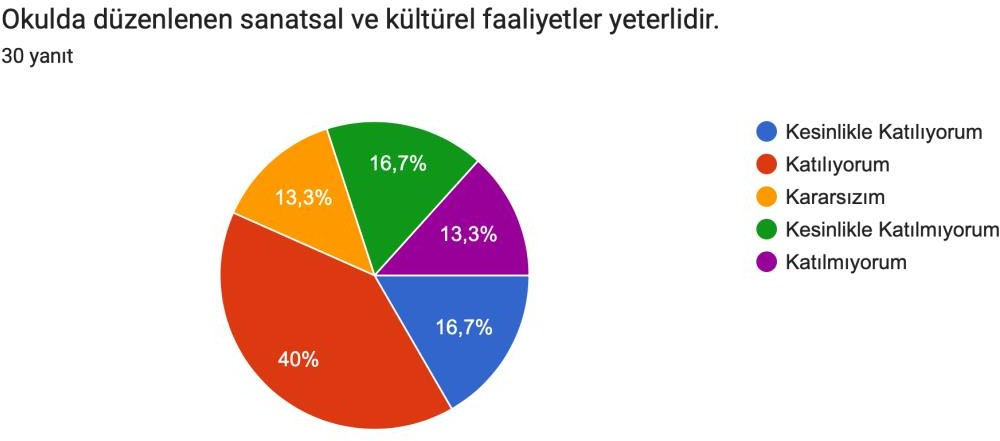 Okulda düzenlenen sanatsal ve kültürel faaliyetler yeterlidir.
30 yanıt
16,7%
13,3%
13,3%
16,7%
40%
Kesinlikle Katılıyorum
Katılıyorum
Kararsızım
Kesinlikle Katılmıyorum
Katılmıyorum